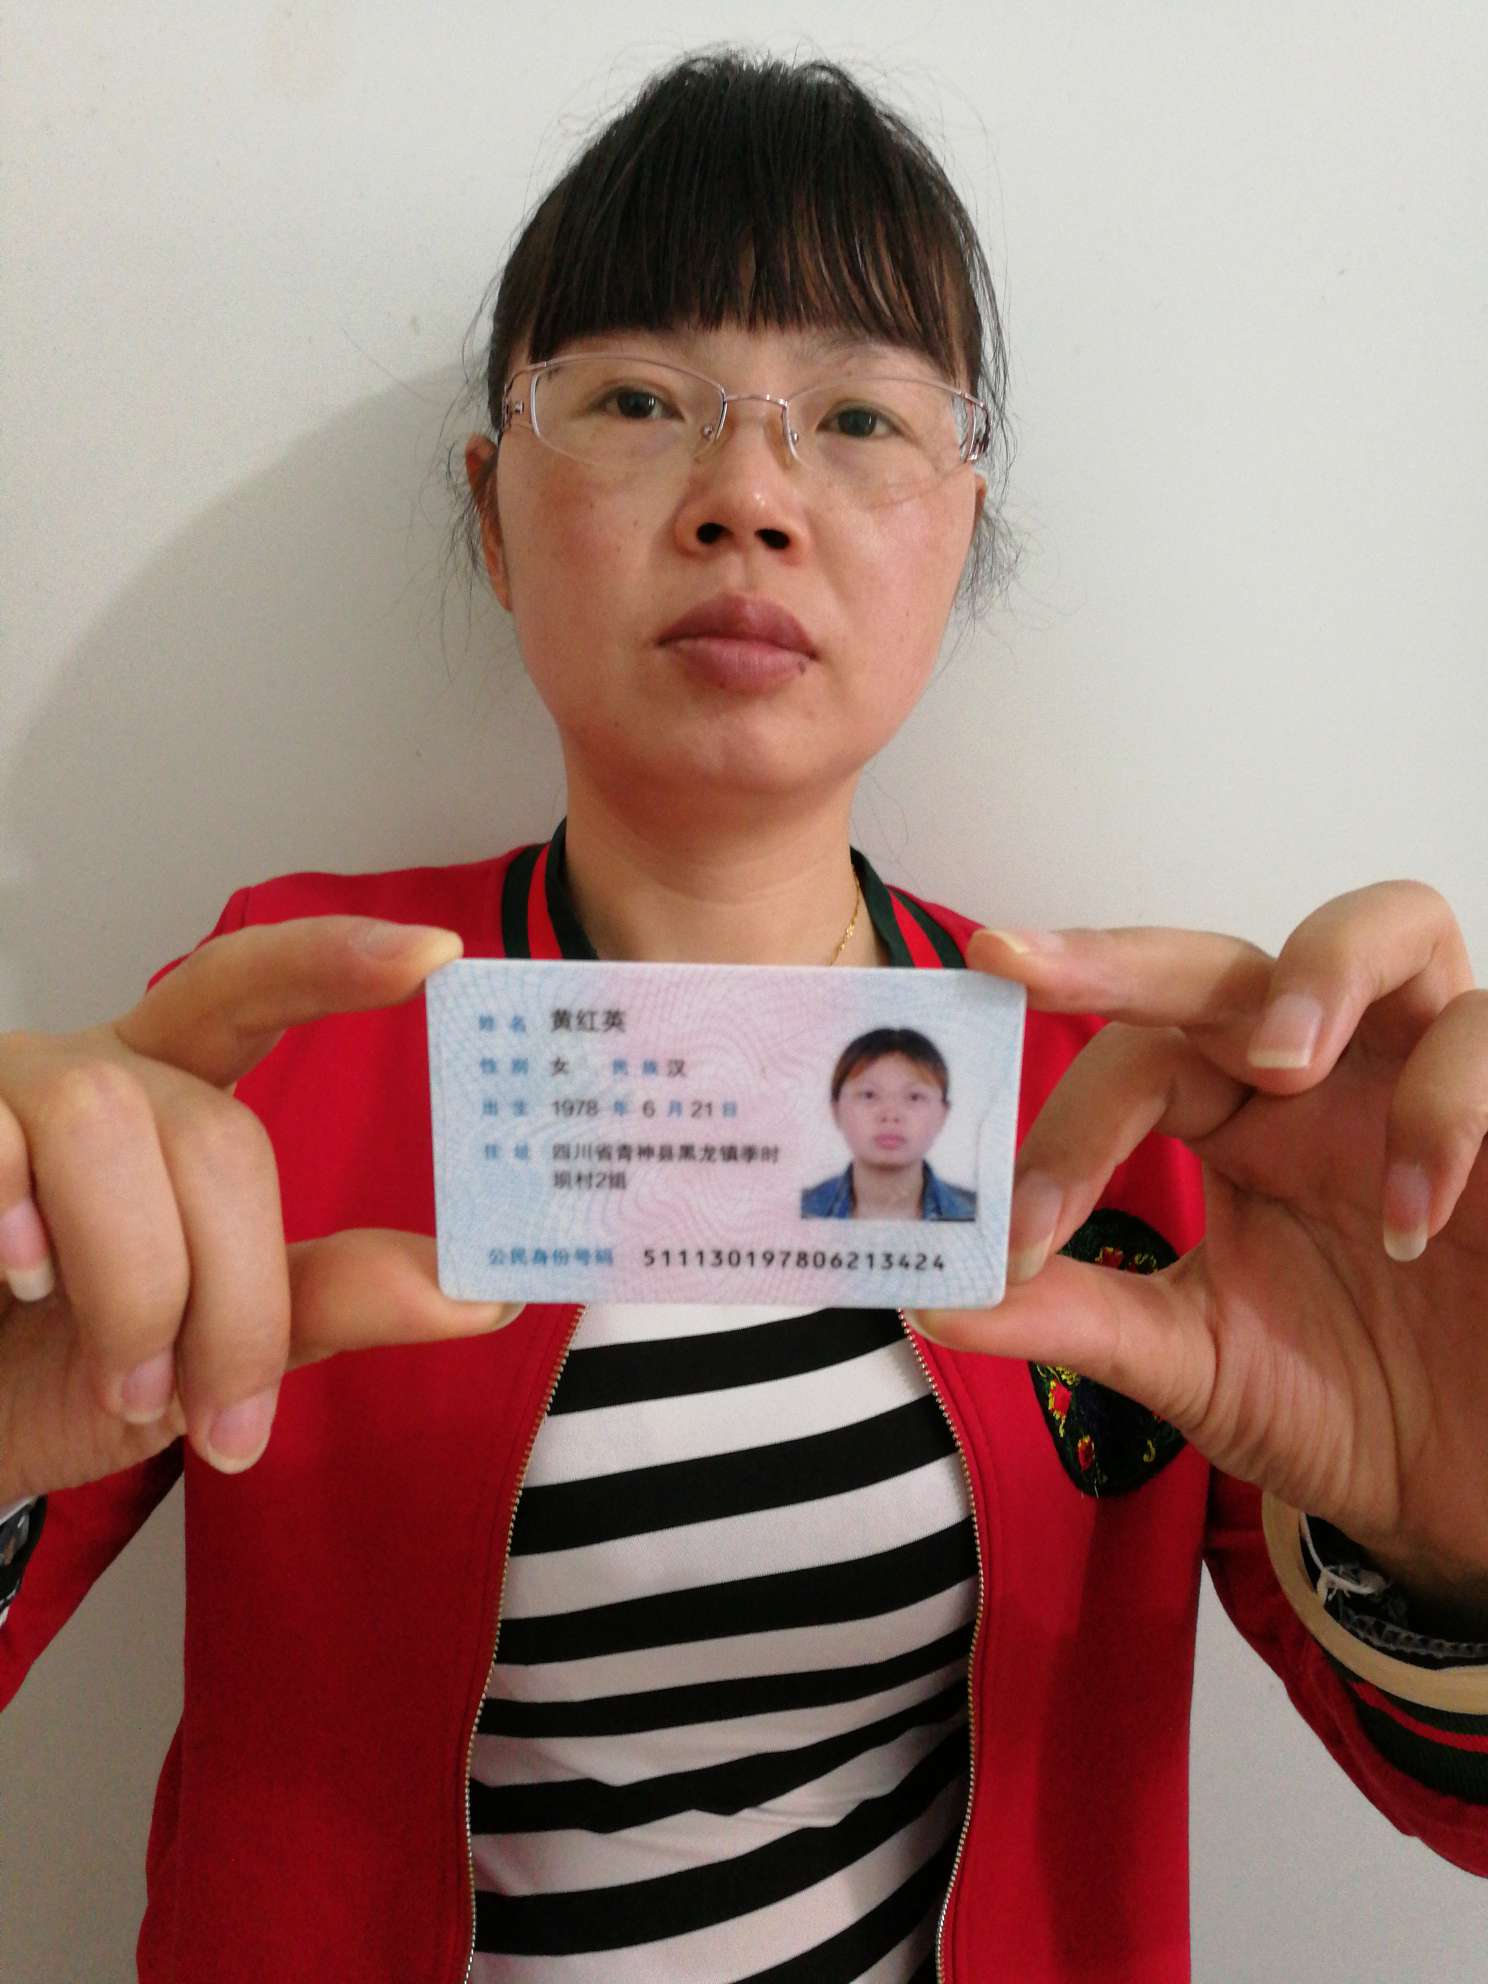 姓名 黄红英
性别 女 民族 汉
出生 1978 年 6 月 21 日
住址 四川省青神县黑龙镇季时
坝村2组
公民身份号码 511130197806213424